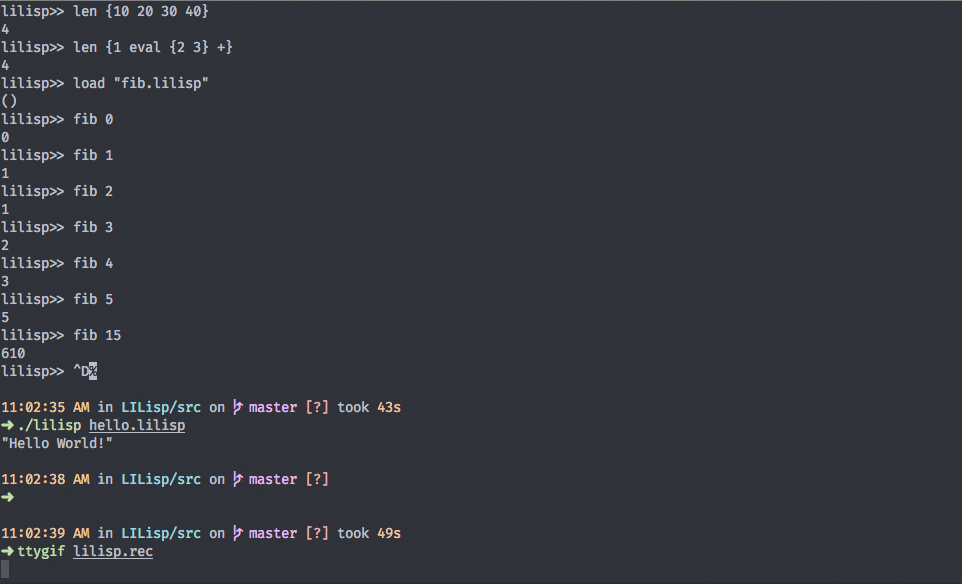 lilisp>> len {10 20 30 40}
4
lilisp>> len {1 eval {2 3} +}
4
lilisp>> load "fib.lilisp"
()
lilisp>> fib 0
0
lilisp>> fib 1
1
lilisp>> fib 2
1
lilisp>> fib 3
2
lilisp>> fib 4
3
lilisp>> fib 5
5
lilisp>> fib 15
610
lilisp>> ^D%
11:02:35 AM in LILisp/src on master [?] took 43s
➜ ./lilisp hello.lilisp
"Hello World!"
11:02:38 AM in LILisp/src on master [?]
➜
11:02:39 AM in LILisp/src on master [?] took 49s
➜ ttygif lilisp.rec